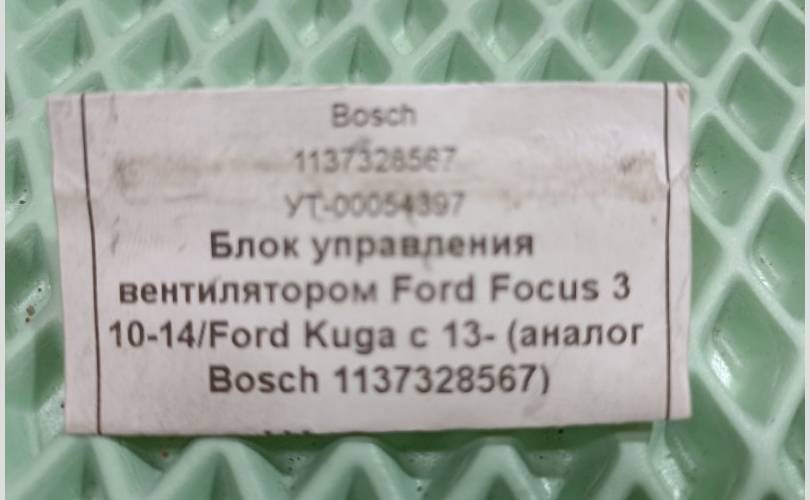 Bosch
1137328567
УТ-00054397
Блок управления
вентилятором Ford Focus 3
10-14/Ford Kuga с 13- (аналог
Bosch 1137328567)